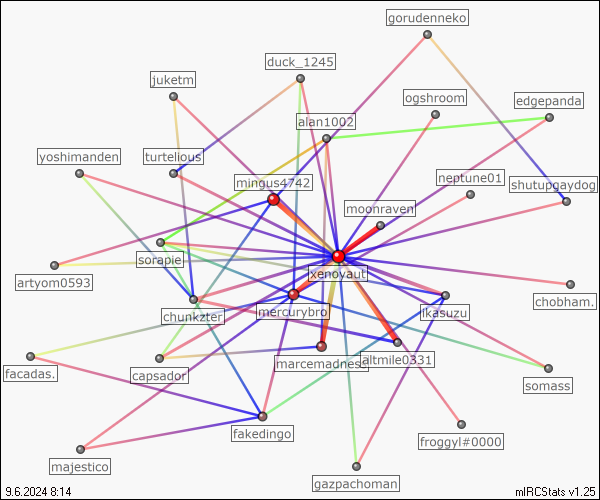 gorudenneko
duck_1245
juketm
ogshroom
edgepanda
alan1002
yoshimanden
turtelious
neptune01
mingus4742
shutupgaydog
moonraven
sorapie
xenoyaut
artyom0593
chobham.
chunkzter
mercurybro
ikasuzu
marcemadness
altmile0331
facadas.
capsador
somass
fakedingo
froggyl#0000
majestico
gazpachoman
9.6.2024 8:14
mIRCStats v1.25